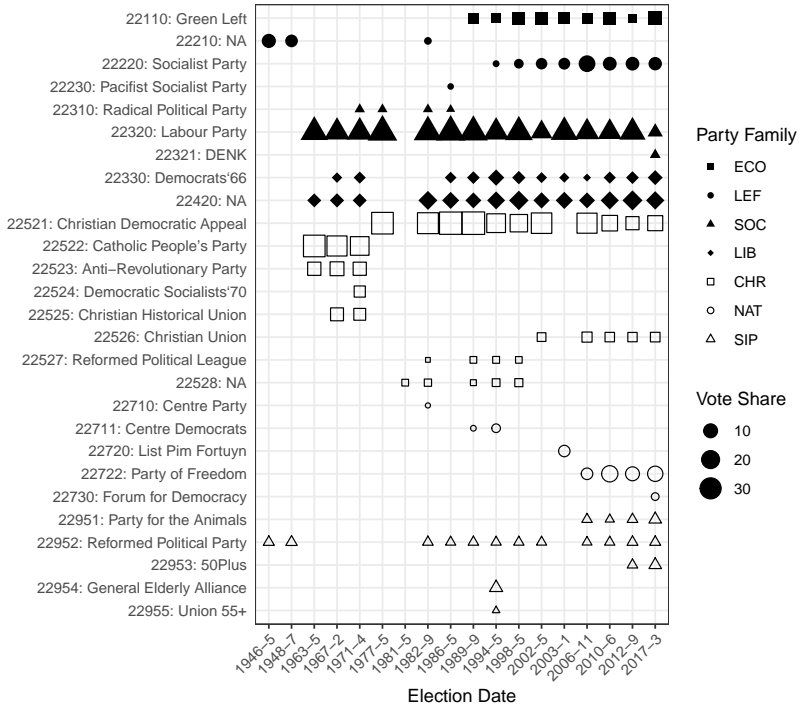 22110: Green Left
22210: NA
22220: Socialist Party
22230: Pacifist Socialist Party
22310: Radical Political Party
22320: Labour Party
22321: DENK
22330: Democrats‘66
22420: NA
22521: Christian Democratic Appeal
22522: Catholic People’s Party
22523: Anti−Revolutionary Party
22524: Democratic Socialists‘70
22525: Christian Historical Union
22526: Christian Union
22527: Reformed Political League
22528: NA
22710: Centre Party
22711: Centre Democrats
22720: List Pim Fortuyn
22722: Party of Freedom
22730: Forum for Democracy
22951: Party for the Animals
22952: Reformed Political Party
22953: 50Plus
22954: General Elderly Alliance
22955: Union 55+
1946−5
1948−7
1963−5
1967−2
1971−4
1977−5
1981−5
1982−9
1986−5
1989−9
1994−5
1998−5
2002−5
2003−1
2006−11
2010−6
2012−9
2017−3
Election Date
Party Family
ECO
LEF
SOC
LIB
CHR
NAT
SIP
Vote Share
10
20
30